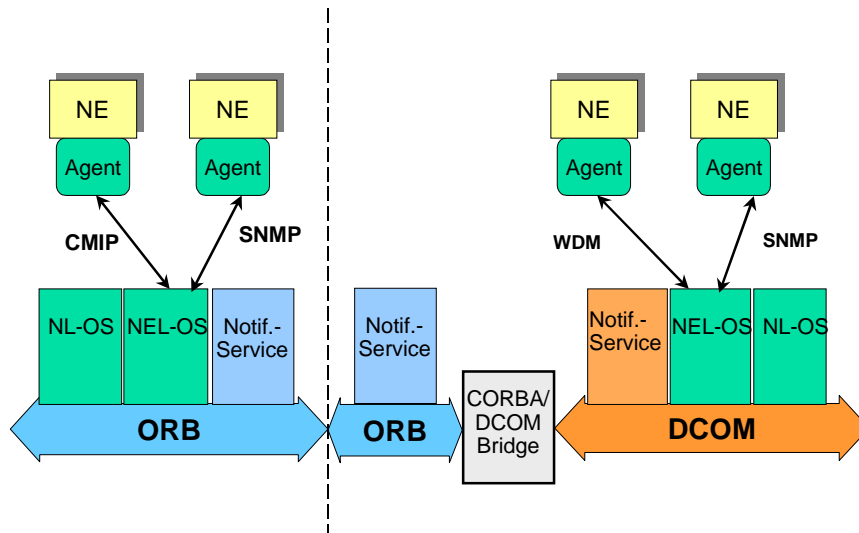 NE
NE
NE
NE
Agent
Agent
Agent
Agent
CMIP
SNMP
WDM
SNMP
NL-OS
NEL-OS
Notif.-
Service
Notif.-
Service
Notif.-
Service
NEL-OS
NL-OS
CORBA/
DCOM
Bridge
ORB
ORB
DCOM